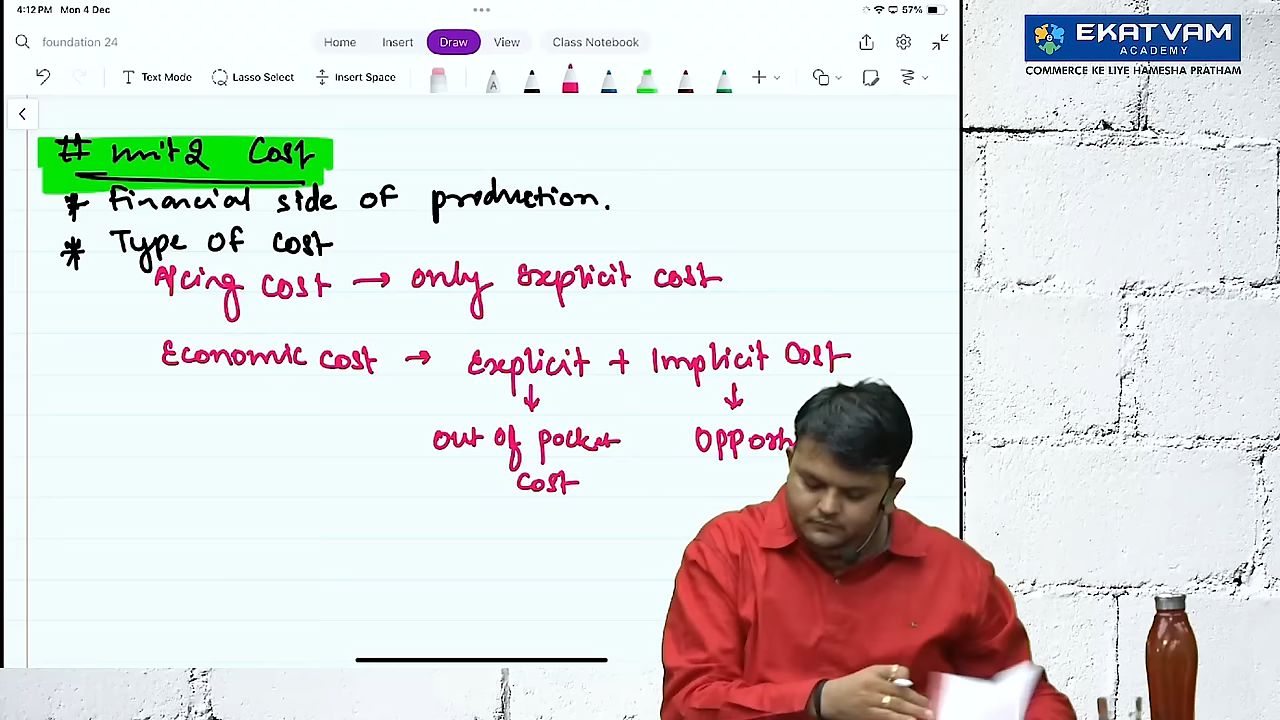 4:12 PM Mon 4 Dec
57%
foundation 24
Home Insert Draw View Class Notebook
Text Mode Lasso Select Insert Space
EKATVAM
ACADEMY
COMMERCE KE LIYE HAMESHA PRATHAM
# Unit 2 Cost
* Financial side of production.
* Type of cost
A/cing cost → only Explicit cost
Economic cost → Explicit + Implicit Cost
↓ ↓
out of pocket
cost